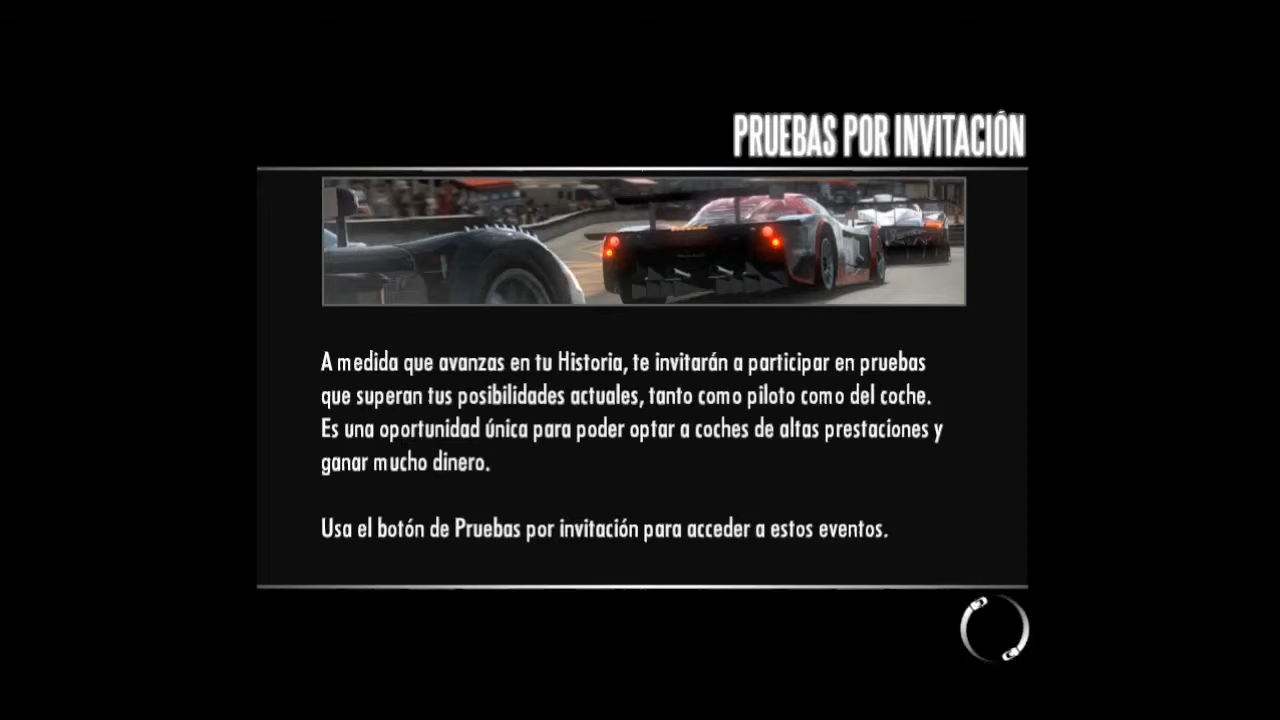 PRUEBAS POR INVITACIÓN
A medida que avanzas en tu Historia, te invitarán a participar en pruebas
que superan tus posibilidades actuales, tanto como piloto como del coche.
Es una oportunidad única para poder optar a coches de altas prestaciones y
ganar mucho dinero.
Usa el botón de Pruebas por invitación para acceder a estos eventos.